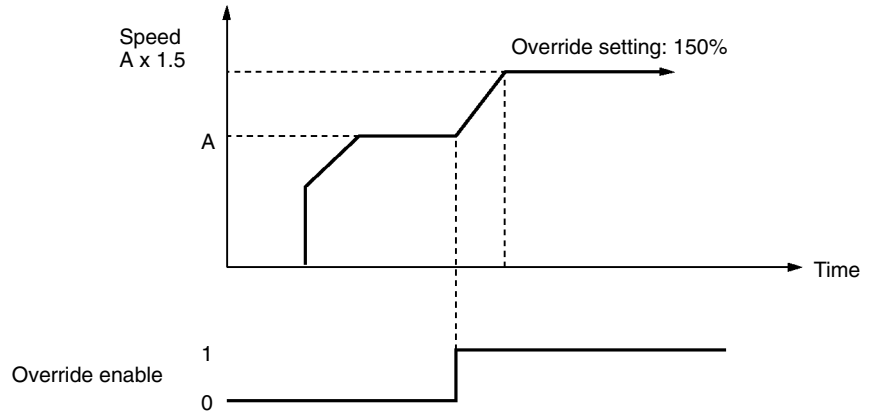 Speed
A x 1.5
Override setting: 150%
A
Time
1
Override enable
0